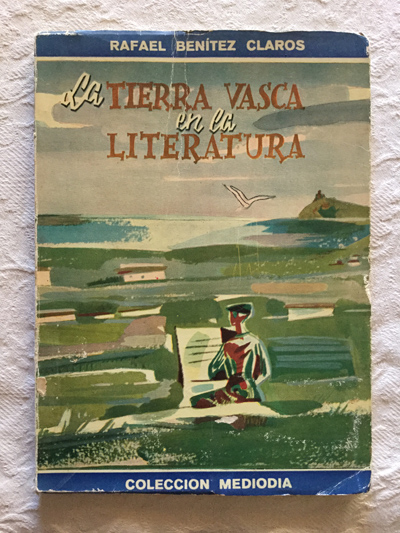 RAFAEL BENÍTEZ CLAROS
La TIERRA VASCA
en la
LITERATURA
COLECCION MEDIODIA